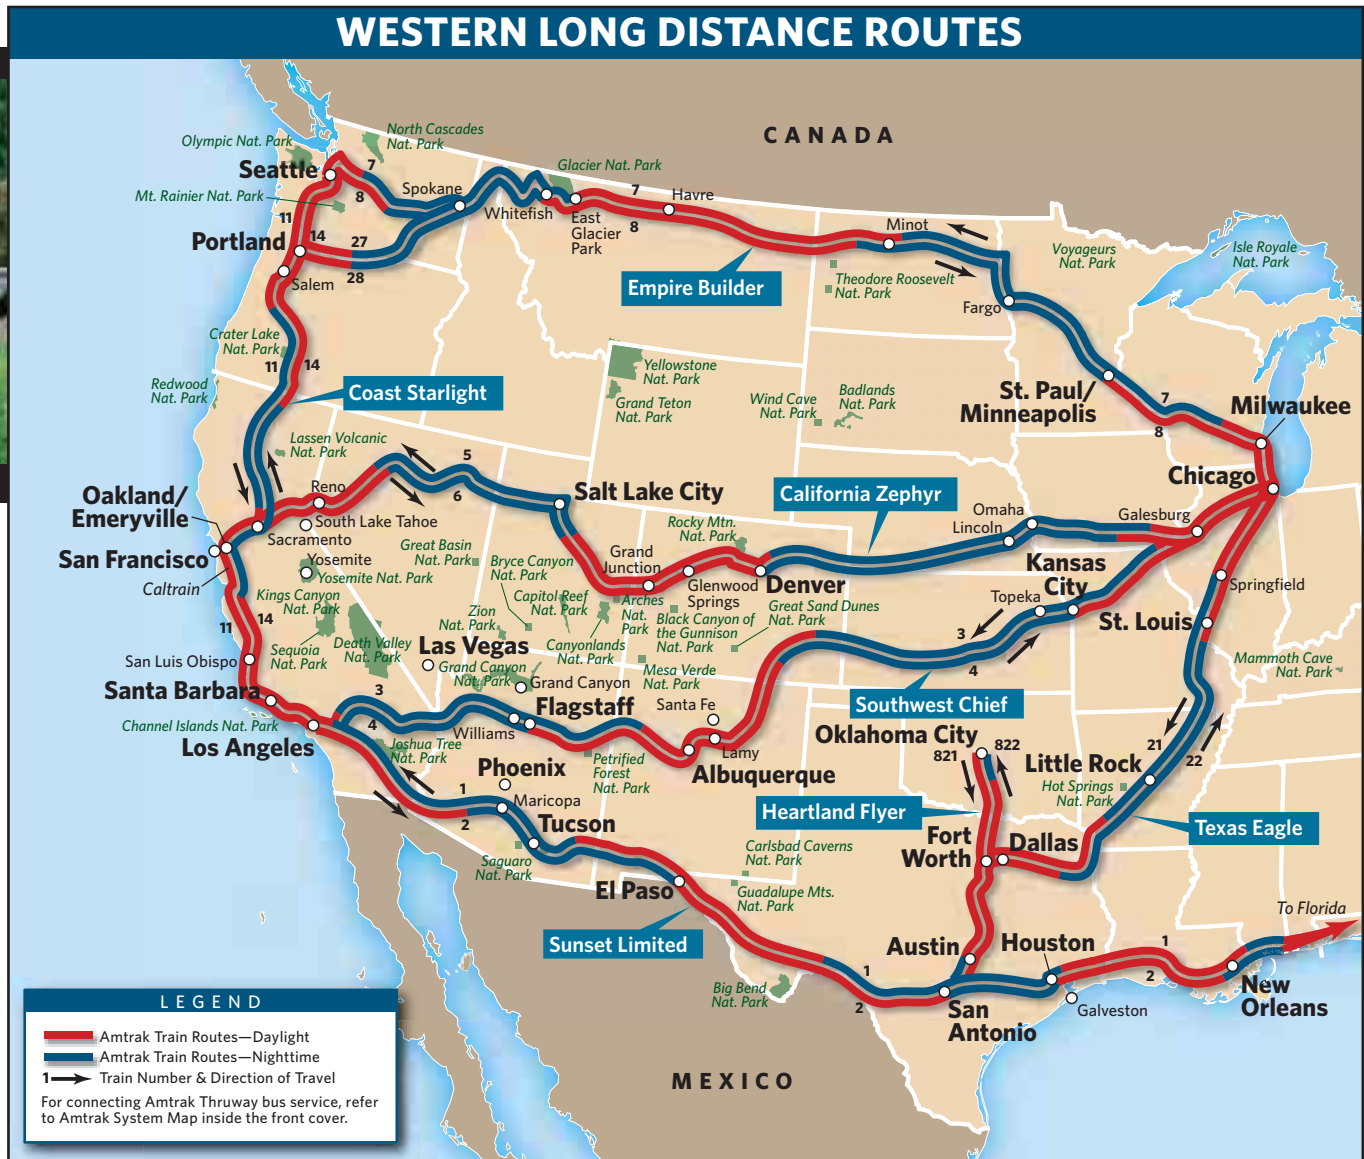 WESTERN LONG DISTANCE ROUTES
CANADA
Olympic Nat. Park
North Cascades
Nat. Park
Seattle
7
8
Mt. Rainier Nat. Park
Spokane
Glacier Nat. Park
Whitefish
East
Glacier
Park
7
8
Havre
Minot
Voyageurs
Nat. Park
Isle Royale
Nat. Park
11
Portland
14
27
28
Salem
Empire Builder
Theodore Roosevelt
Nat. Park
Fargo
Crater Lake
Nat. Park
11
14
Redwood
Nat. Park
Coast Starlight
Yellowstone
Nat. Park
Grand Teton
Nat. Park
Wind Cave
Nat. Park
Badlands
Nat. Park
St. Paul/
Minneapolis
7
8
Milwaukee
Chicago
Lassen Volcanic
Nat. Park
5
6
Oakland/
Emeryville
Reno
South Lake Tahoe
Sacramento
Salt Lake City
California Zephyr
Omaha
Lincoln
Galesburg
San Francisco
Caltrain
Yosemite
Yosemite Nat. Park
Great Basin
Nat. Park
Bryce Canyon
Nat. Park
Rocky Mtn.
Nat. Park
Grand
Junction
Glenwood
Springs
Denver
Kansas
City
Topeka
Springfield
St. Louis
Kings Canyon
Nat. Park
Sequoia
Nat. Park
Death Valley
Nat. Park
Zion
Nat. Park
Capitol Reef
Nat. Park
Arches
Nat.
Park
Canyonlands
Nat. Park
Black Canyon of
the Gunnison
Nat. Park
Great Sand Dunes
Nat. Park
Mesa Verde
Nat. Park
3
4
Mammoth Cave
Nat. Park
11
14
San Luis Obispo
Las Vegas
Grand Canyon
Nat. Park
Grand Canyon
Santa Barbara
Channel Islands Nat. Park
Los Angeles
3
4
Williams
Flagstaff
Santa Fe
Lamy
Albuquerque
Southwest Chief
Oklahoma City
821
822
Little Rock
21
22
Hot Springs
Nat. Park
Joshua Tree
Nat. Park
Phoenix
Maricopa
Petrified
Forest
Nat. Park
1
2
Tucson
Saguaro
Nat. Park
Heartland Flyer
Fort
Worth
Dallas
Texas Eagle
Carlsbad Caverns
Nat. Park
Guadalupe Mts.
Nat. Park
El Paso
Sunset Limited
Big Bend
Nat. Park
Austin
Houston
1
2
San
Antonio
Galveston
1
2
New
Orleans
To Florida
MEXICO
LEGEND
Amtrak Train Routes—Daylight
Amtrak Train Routes—Nighttime
1 Train Number & Direction of Travel
For connecting Amtrak Thruway bus service, refer
to Amtrak System Map inside the front cover.